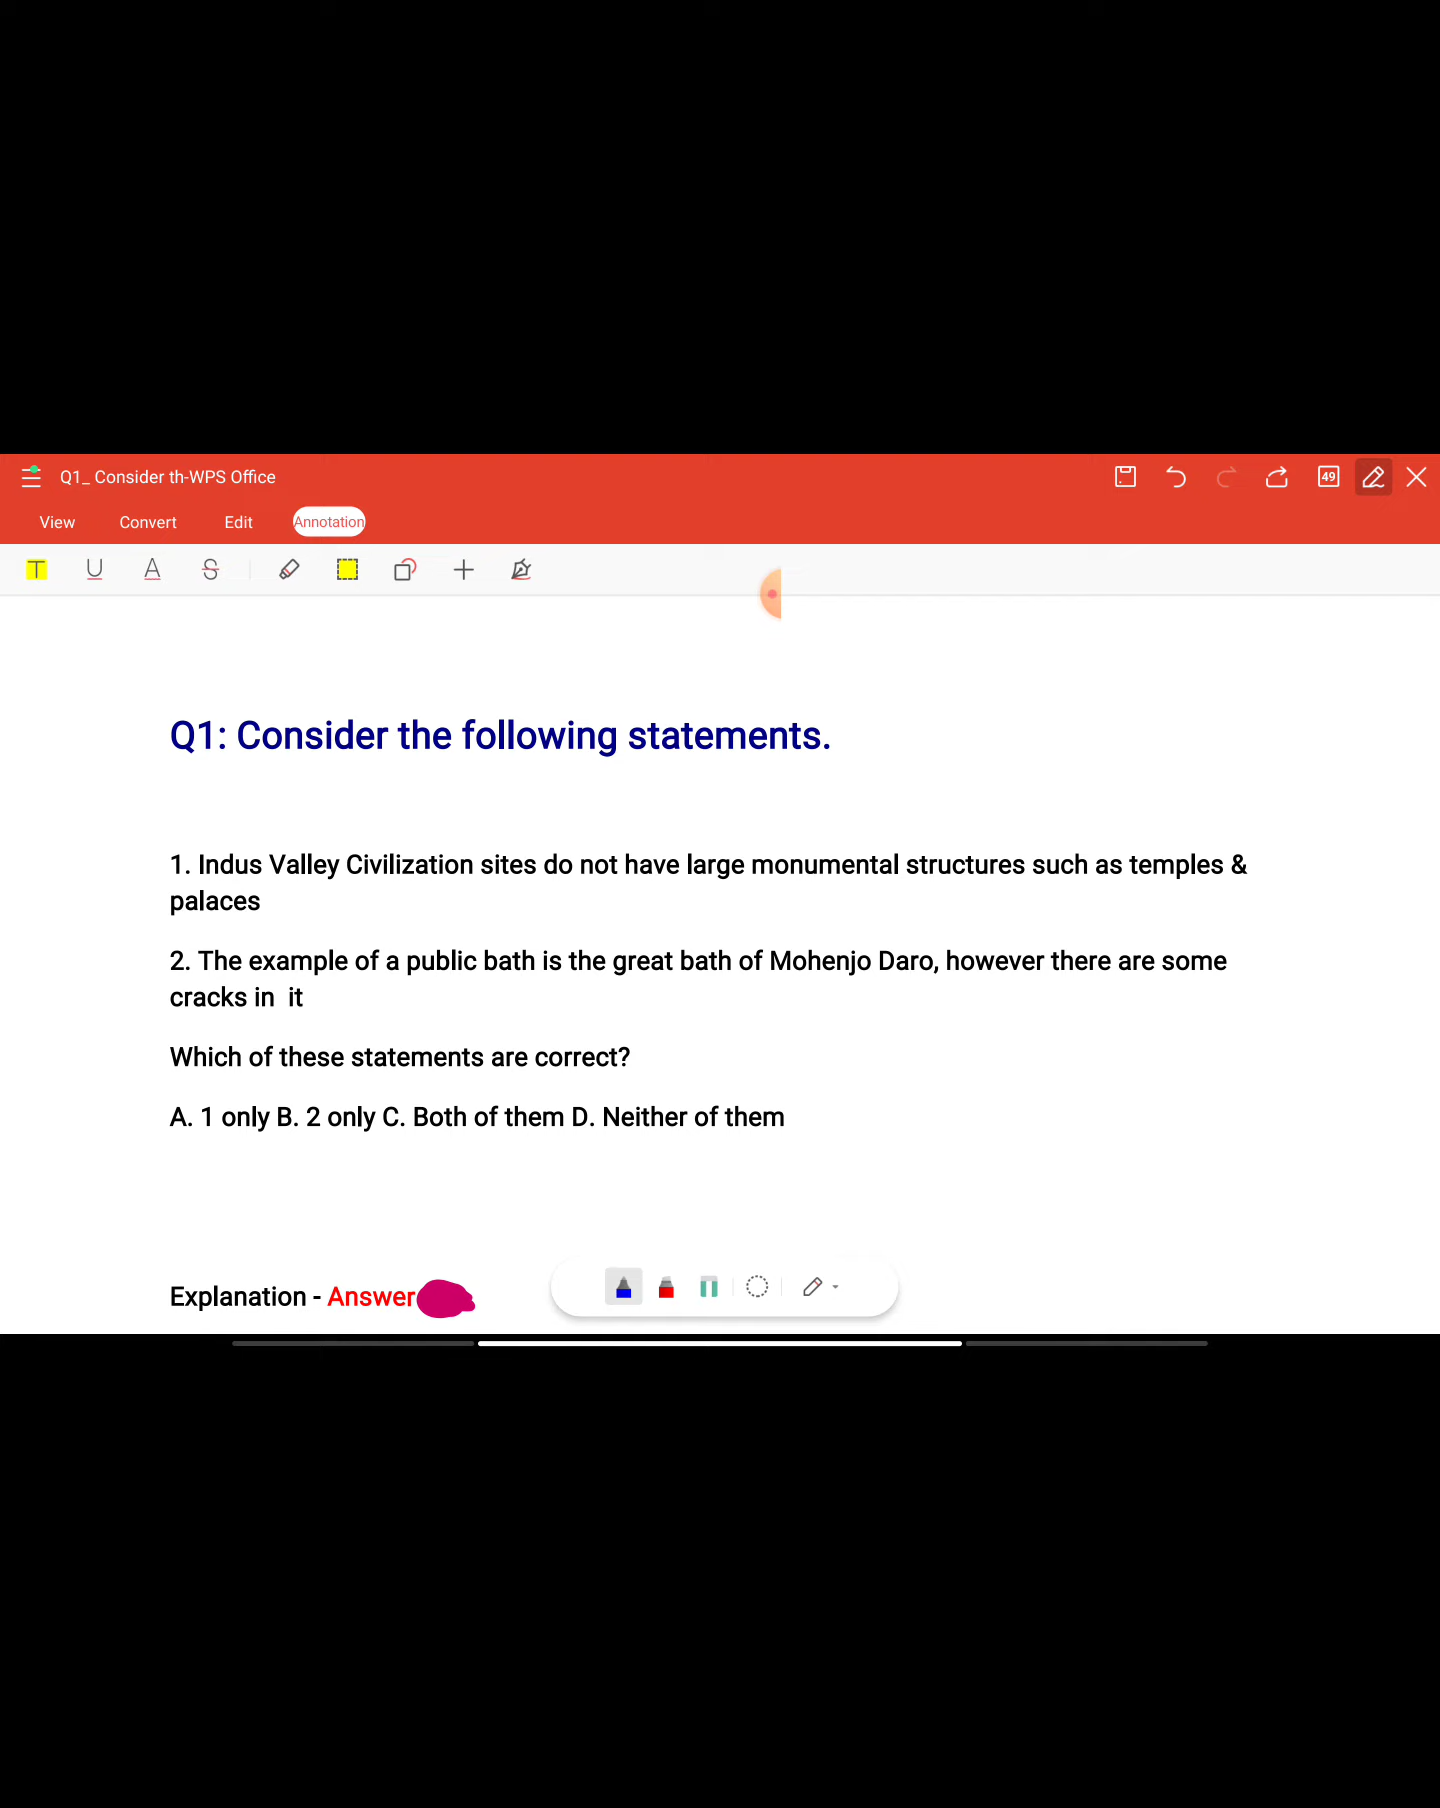 Q1_ Consider th-WPS Office
49
View Convert Edit Annotation
T U A S
Q1: Consider the following statements.
1. Indus Valley Civilization sites do not have large monumental structures such as temples &
palaces
2. The example of a public bath is the great bath of Mohenjo Daro, however there are some
cracks in  it
Which of these statements are correct?
A. 1 only B. 2 only C. Both of them D. Neither of them
Explanation - Answer